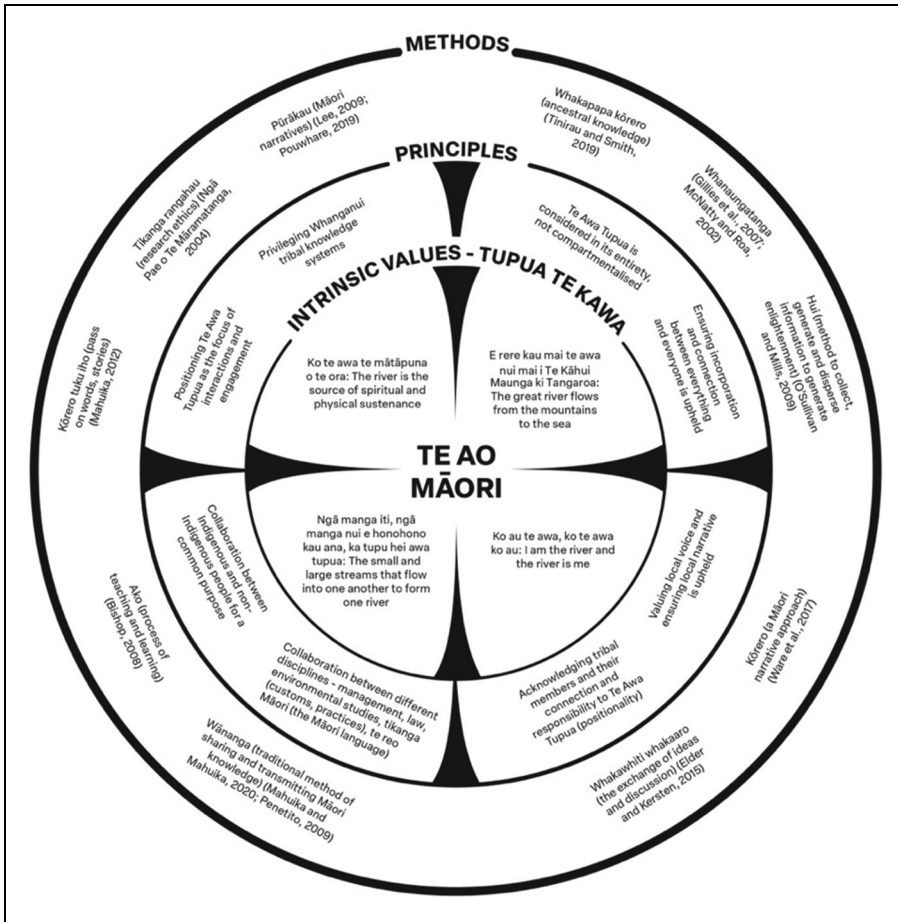 METHODS
Pūrākau (Māori
narratives) (Lee, 2009;
Pouwhare, 2019)
Whakapapa kōrero
(ancestral knowledge)
(Tinirau and Smith,
2019)
Tikanga rangahau
(research ethics) (Ngā
Pae o Te Māramatanga,
2004)
Whanaungatanga
(Gillies et al., 2007;
McNatty and Roa,
2002)
Kōrero tuku iho (pass
on words, stories)
(Mahuika, 2012)
Hui (method to collect,
generate and disperse
information to generate
enlightenment) (O'Sullivan
and Mills, 2009)
Ako (process of
teaching and learning)
(Bishop, 2008)
Kōrero (a Māori
narrative approach)
(Ware et al., 2017)
Wānanga (traditional method of
sharing and transmitting Māori
knowledge) (Mahuika and
Mahuika, 2020; Penetito, 2009)
Whakawhiti whakaaro
(the exchange of ideas
and discussion) (Elder
and Kersten, 2015)
PRINCIPLES
Privileging Whanganui
tribal knowledge
systems
Te Awa Tupua is
considered in its entirety,
not compartmentalised
Positioning Te Awa
Tupua as the focus of
interactions and
engagement
Ensuring incorporation
and connection
between everything
and everyone is upheld
Collaboration between
Indigenous and non-
Indigenous people for a
common purpose
Valuing local voice and
ensuring local narrative
is upheld
Collaboration between different
disciplines - management, law,
environmental studies, tikanga
(customs, practices), te reo
Māori (the Māori language)
Acknowledging tribal
members and their
connection and
responsibility to Te Awa
Tupua (positionality)
INTRINSIC VALUES - TUPUA TE KAWA
Ko te awa te mātāpuna
o te ora: The river is the
source of spiritual and
physical sustenance
E rere kau mai te awa
nui mai i Te Kāhui
Maunga ki Tangaroa:
The great river flows
from the mountains
to the sea
TE AO
MĀORI
Ngā manga iti, ngā
manga nui e honohono
kau ana, ka tupu hei awa
tupua: The small and
large streams that flow
into one another to form
one river
Ko au te awa, ko te awa
ko au: I am the river and
the river is me